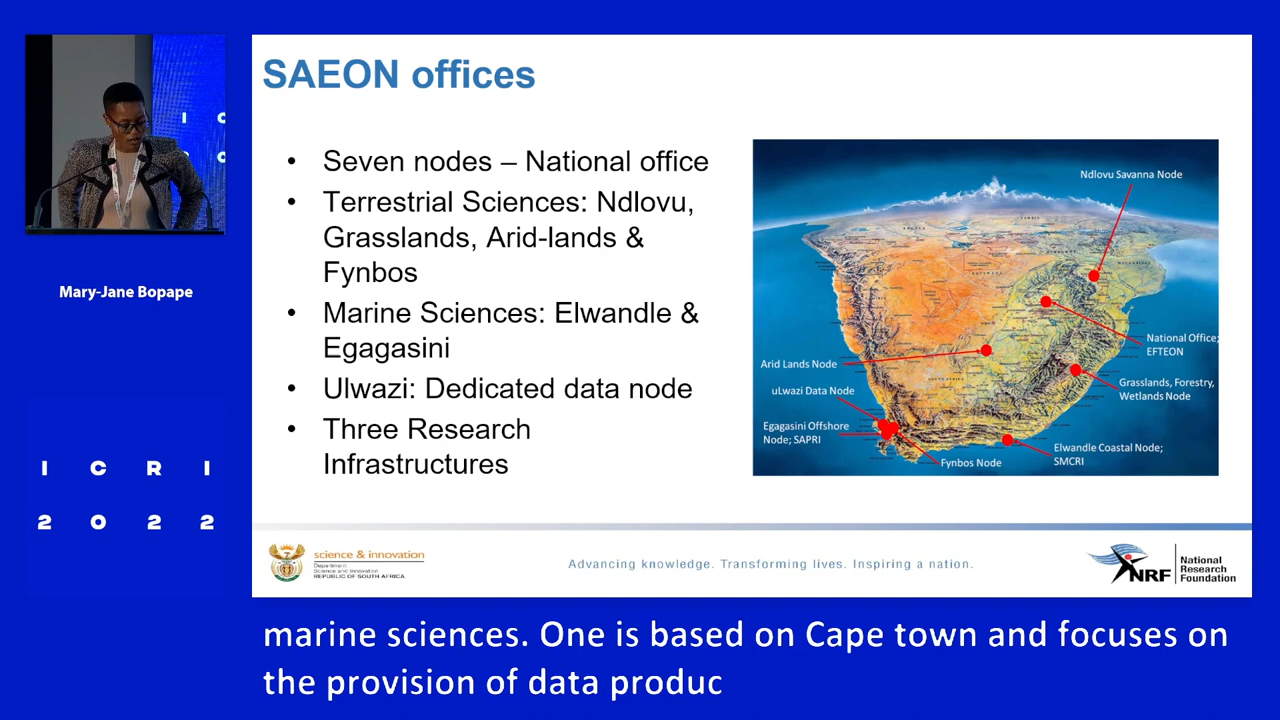 SAEON offices
• Seven nodes – National office
• Terrestrial Sciences: Ndlovu,
Grasslands, Arid-lands &
Fynbos
• Marine Sciences: Elwandle &
Egagasini
• Ulwazi: Dedicated data node
• Three Research
Infrastructures
Ndlovu Savanna Node
National Office;
EFTEON
Arid Lands Node
Grasslands, Forestry,
Wetlands Node
uLwazi Data Node
Egagasini Offshore
Node; SAPRI
Elwandle Coastal Node;
SMCRI
Fynbos Node
Mary-Jane Bopape
I C R I
2 0 2 2
science & innovation
Department:
Science and Innovation
REPUBLIC OF SOUTH AFRICA
Advancing knowledge. Transforming lives. Inspiring a nation.
NRF
National
Research
Foundation
marine sciences. One is based on Cape town and focuses on
the provision of data produc